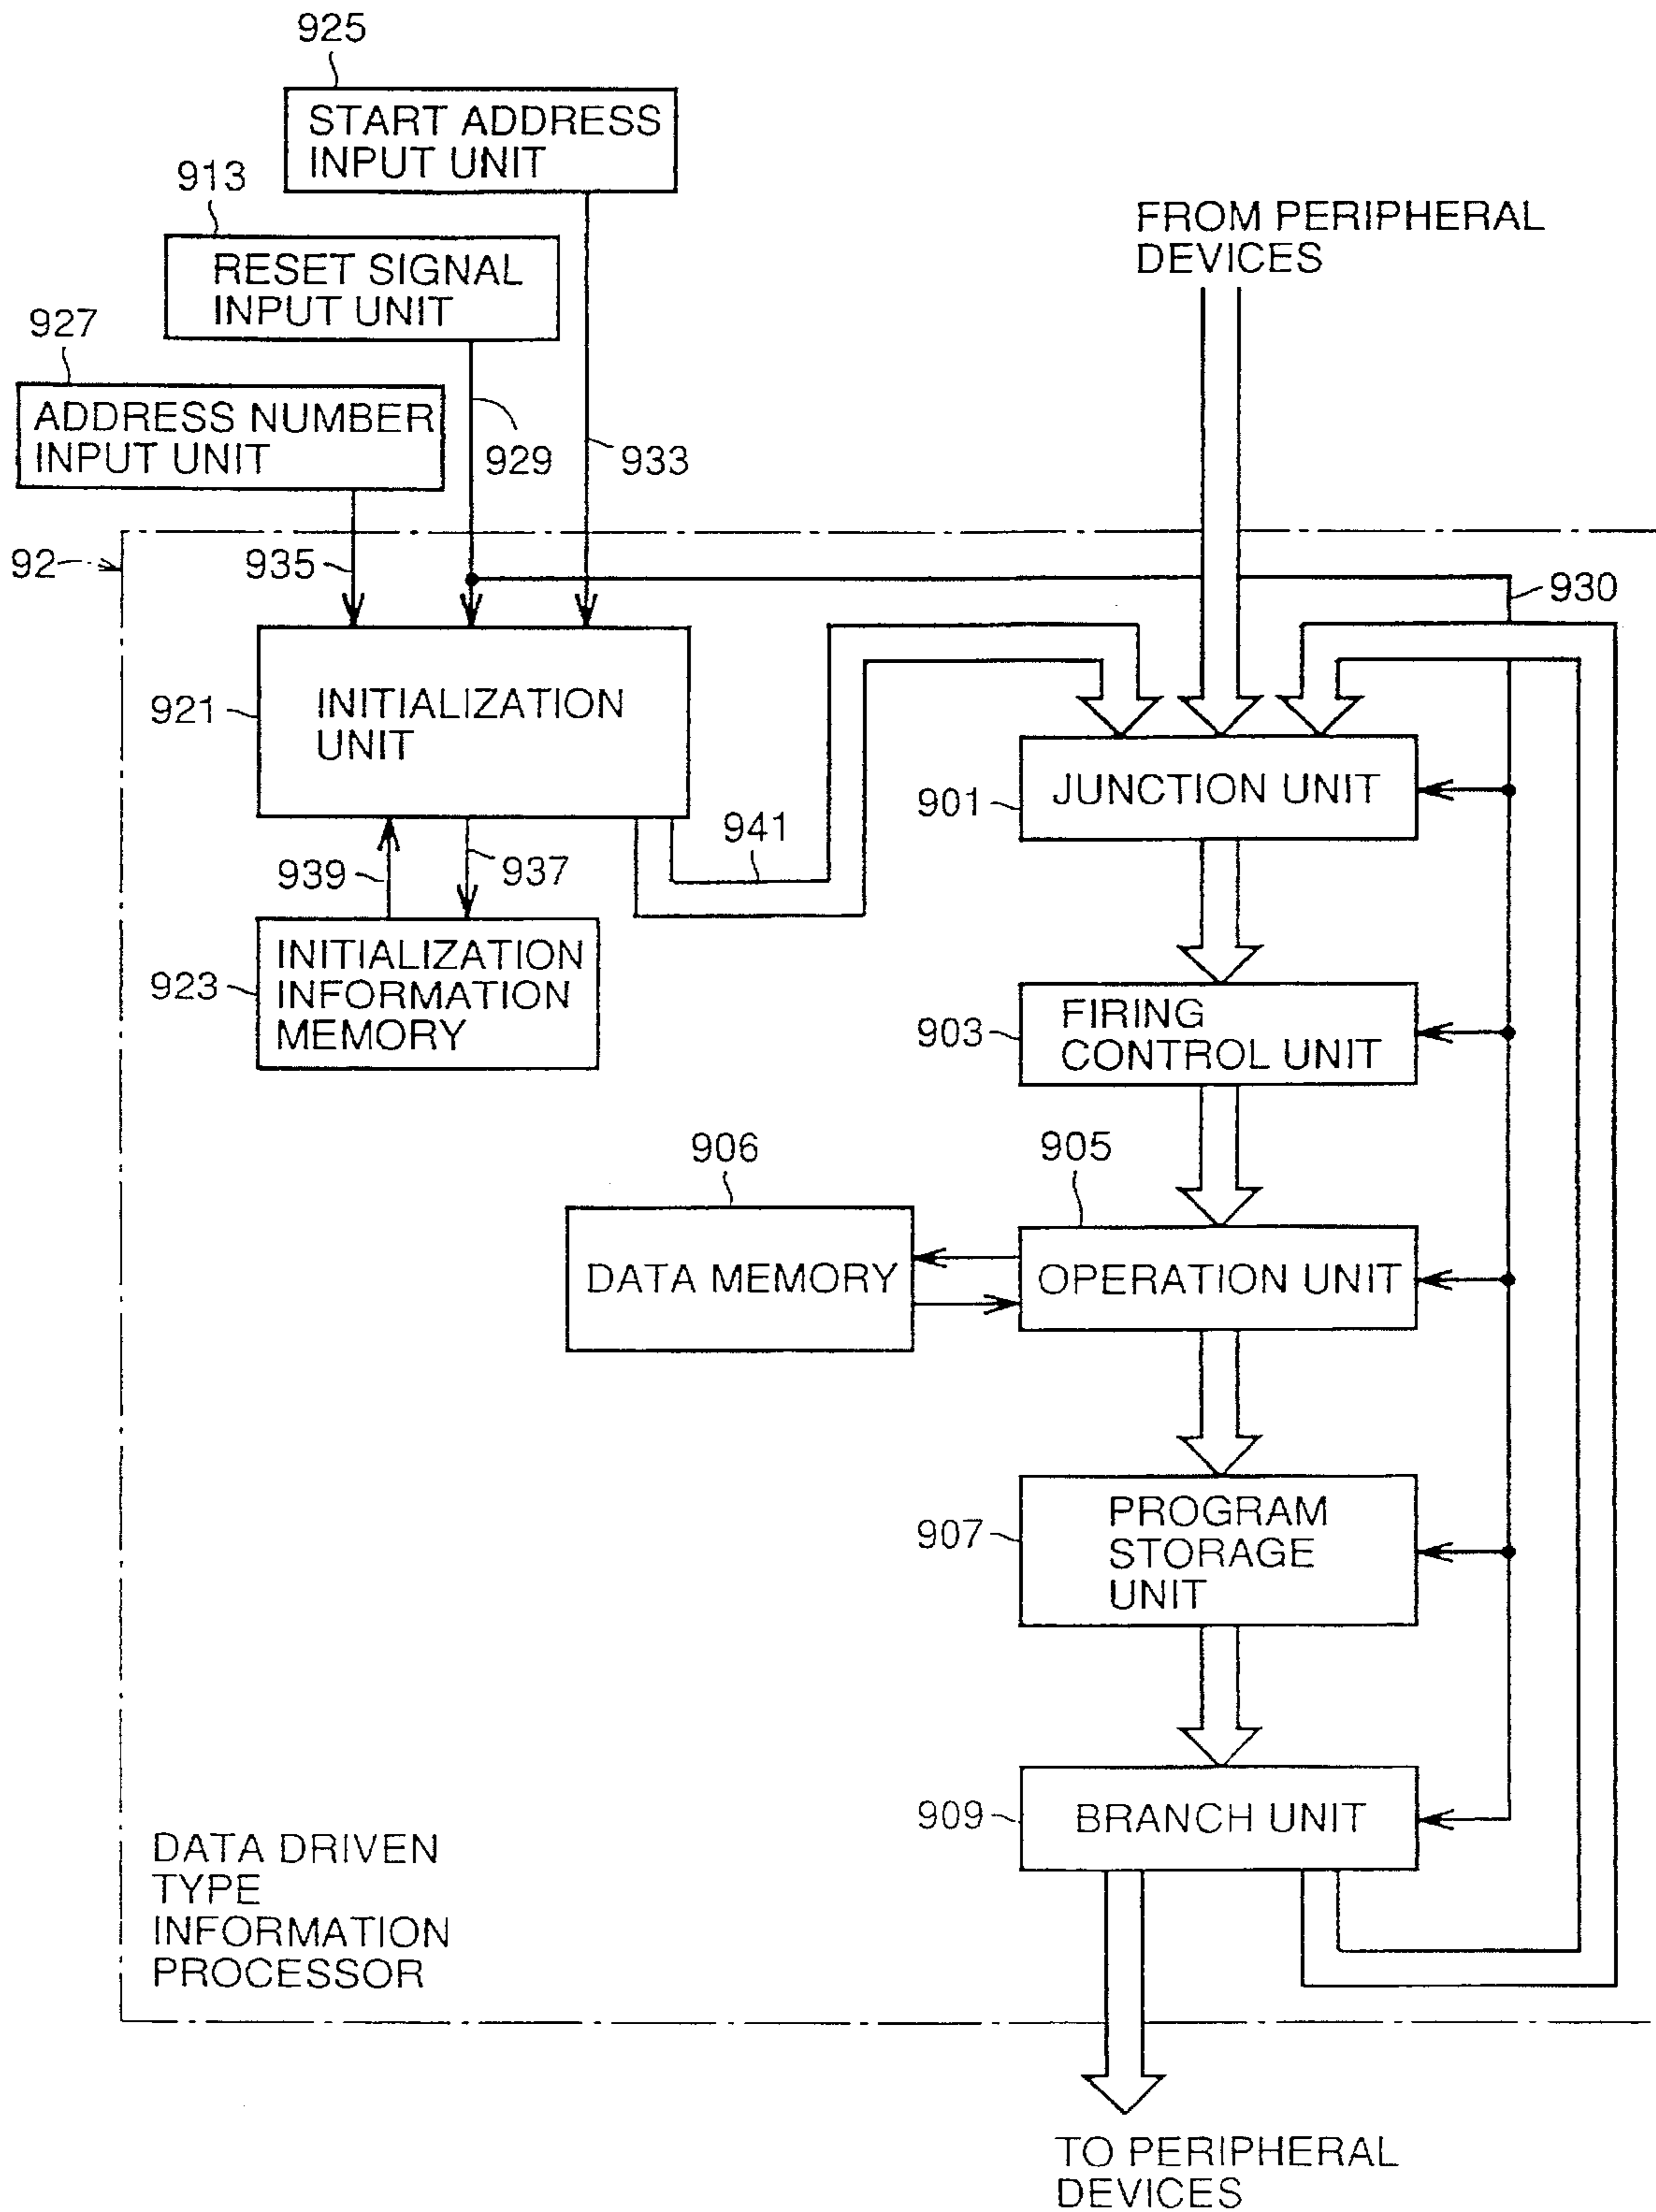 925
START ADDRESS
INPUT UNIT
913
RESET SIGNAL
INPUT UNIT
FROM PERIPHERAL
DEVICES
927
ADDRESS NUMBER
INPUT UNIT
929
933
92
935
930
921
INITIALIZATION
UNIT
901
JUNCTION UNIT
941
939
937
923
INITIALIZATION
INFORMATION
MEMORY
903
FIRING
CONTROL UNIT
906
905
DATA MEMORY
OPERATION UNIT
907
PROGRAM
STORAGE
UNIT
909
BRANCH UNIT
DATA DRIVEN
TYPE
INFORMATION
PROCESSOR
TO PERIPHERAL
DEVICES